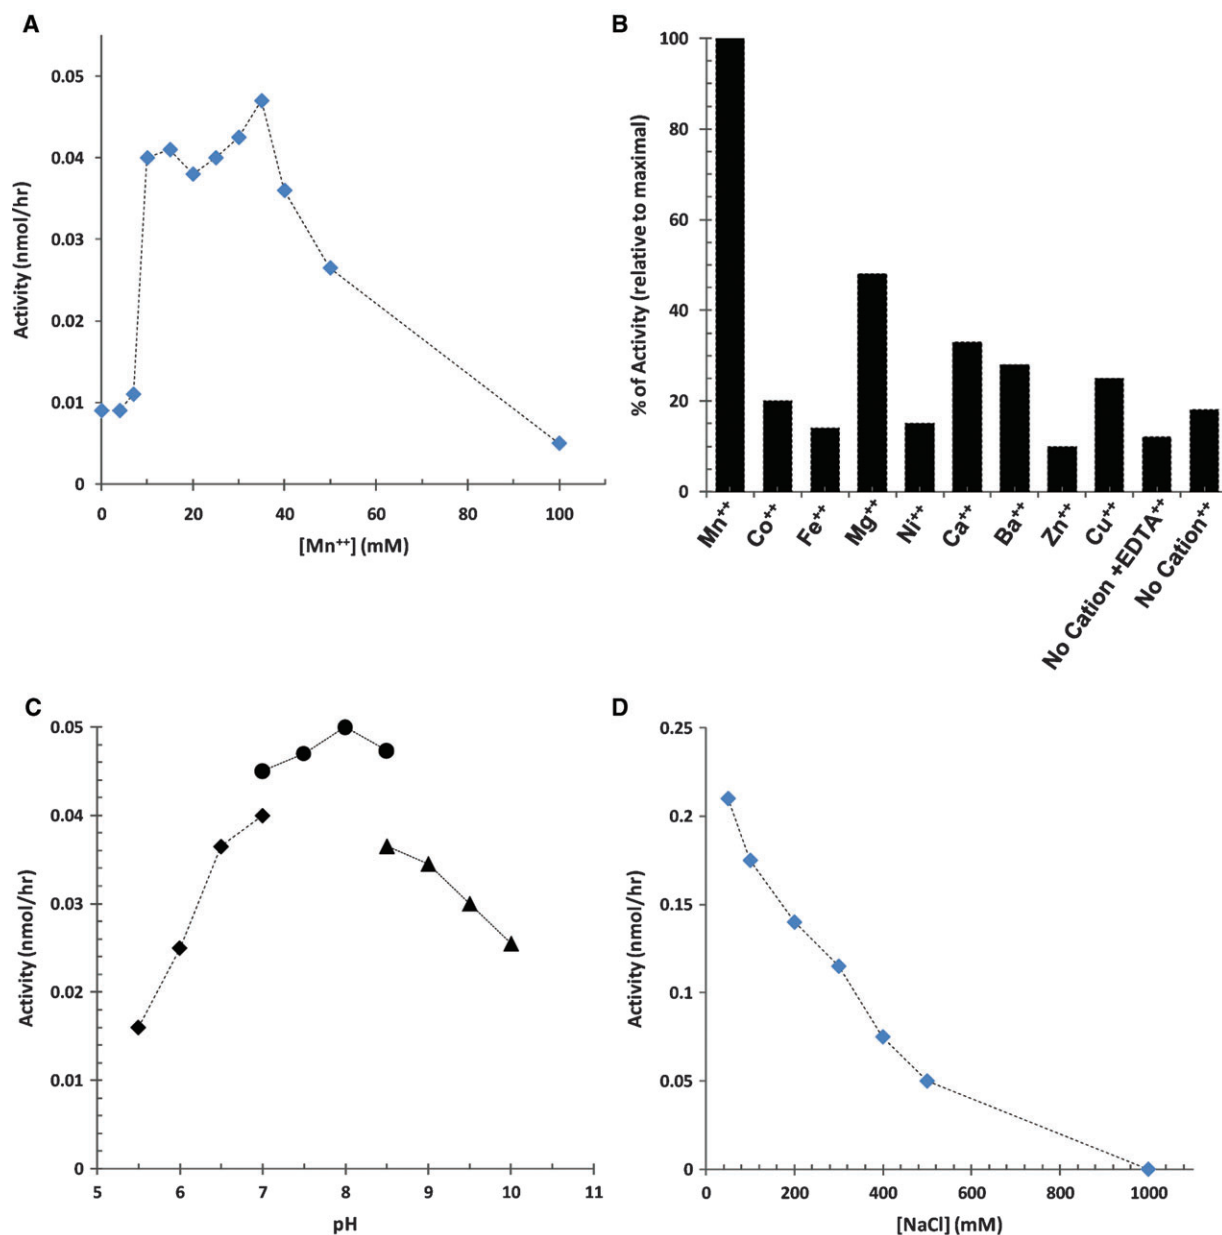 A
Activity (nmol/hr)
0.05
0.04
0.03
0.02
0.01
0
0 20 40 60 80 100
[Mn⁺⁺] (mM)
B
% of Activity (relative to maximal)
100
80
60
40
20
0
Mn⁺⁺
Co⁺⁺
Fe⁺⁺
Mg⁺⁺
Ni⁺⁺
Ca⁺⁺
Ba⁺⁺
Zn⁺⁺
Cu⁺⁺
No Cation +EDTA⁺⁺
No Cation⁺⁺
C
Activity (nmol/hr)
0.05
0.04
0.03
0.02
0.01
0
5 6 7 8 9 10 11
pH
D
Activity (nmol/hr)
0.25
0.2
0.15
0.1
0.05
0
0 200 400 600 800 1000
[NaCl] (mM)